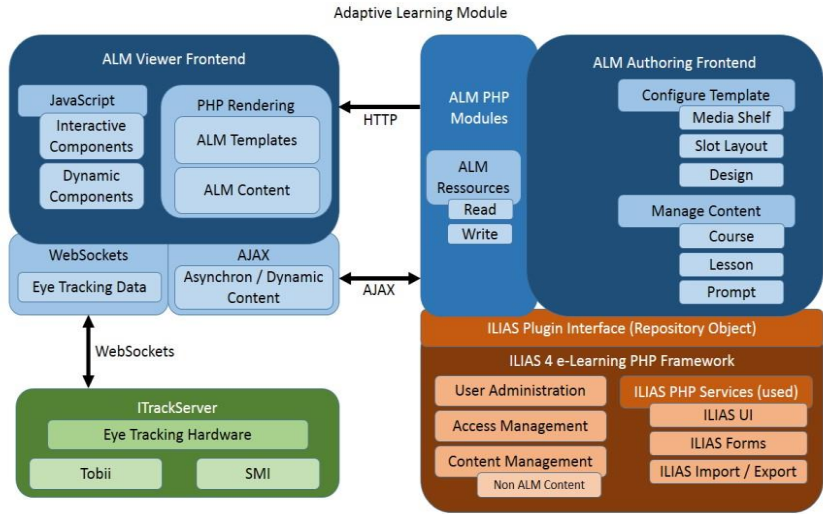 Adaptive Learning Module
ALM Viewer Frontend
JavaScript
Interactive
Components
Dynamic
Components
PHP Rendering
ALM Templates
ALM Content
WebSockets
Eye Tracking Data
AJAX
Asynchron / Dynamic
Content
HTTP
AJAX
WebSockets
ALM PHP
Modules
ALM
Ressources
Read
Write
ALM Authoring Frontend
Configure Template
Media Shelf
Slot Layout
Design
Manage Content
Course
Lesson
Prompt
ITrackServer
Eye Tracking Hardware
Tobii
SMI
ILIAS Plugin Interface (Repository Object)
ILIAS 4 e-Learning PHP Framework
User Administration
Access Management
Content Management
Non ALM Content
ILIAS PHP Services (used)
ILIAS UI
ILIAS Forms
ILIAS Import / Export